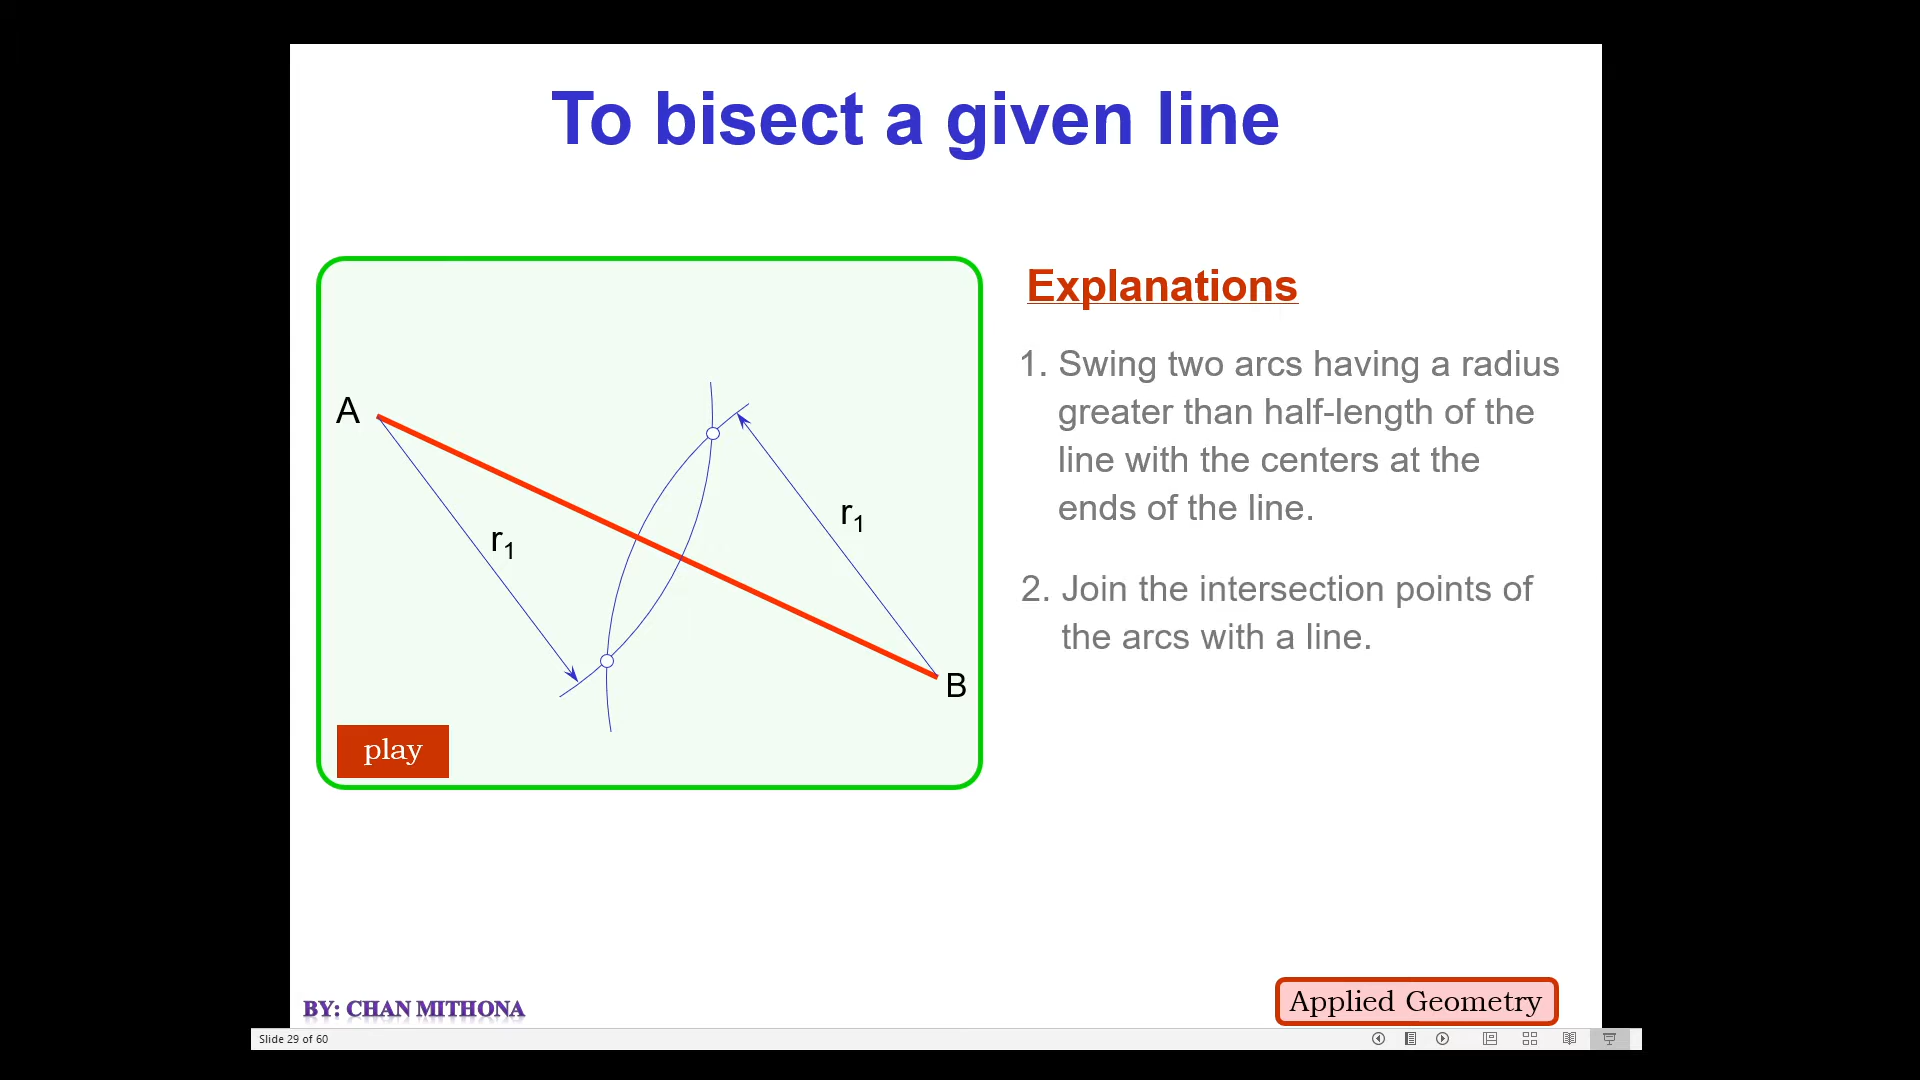 To bisect a given line
Explanations
1. Swing two arcs having a radius
greater than half-length of the
line with the centers at the
ends of the line.
2. Join the intersection points of
the arcs with a line.
A
r₁
r₁
B
play
BY: CHAN MITHONA
Applied Geometry
Slide 29 of 60